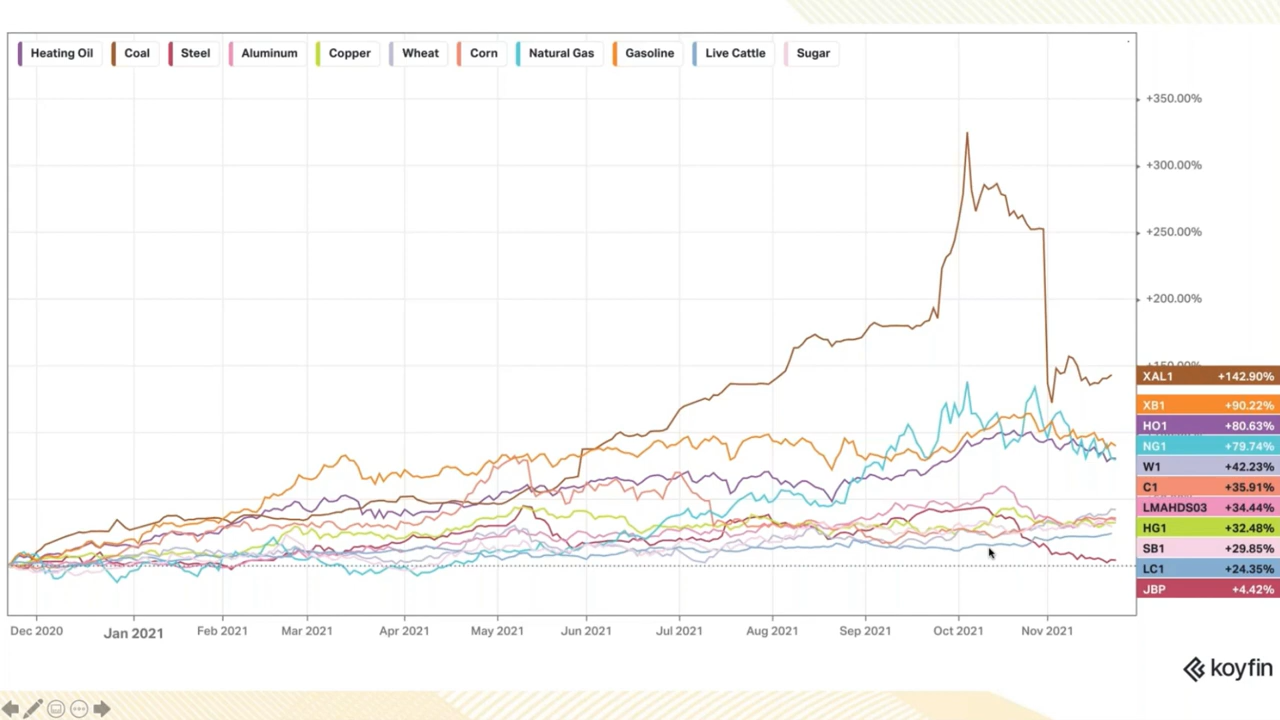 Heating Oil Coal Steel Aluminum Copper Wheat Corn Natural Gas Gasoline Live Cattle Sugar
+350.00%
+300.00%
+250.00%
+200.00%
XAL1 +142.90%
XB1 +90.22%
HO1 +80.63%
NG1 +79.74%
W1 +42.23%
C1 +35.91%
LMAHDS03 +34.44%
HG1 +32.48%
SB1 +29.85%
LC1 +24.35%
JBP +4.42%
Dec 2020 Jan 2021 Feb 2021 Mar 2021 Apr 2021 May 2021 Jun 2021 Jul 2021 Aug 2021 Sep 2021 Oct 2021 Nov 2021
koyfin